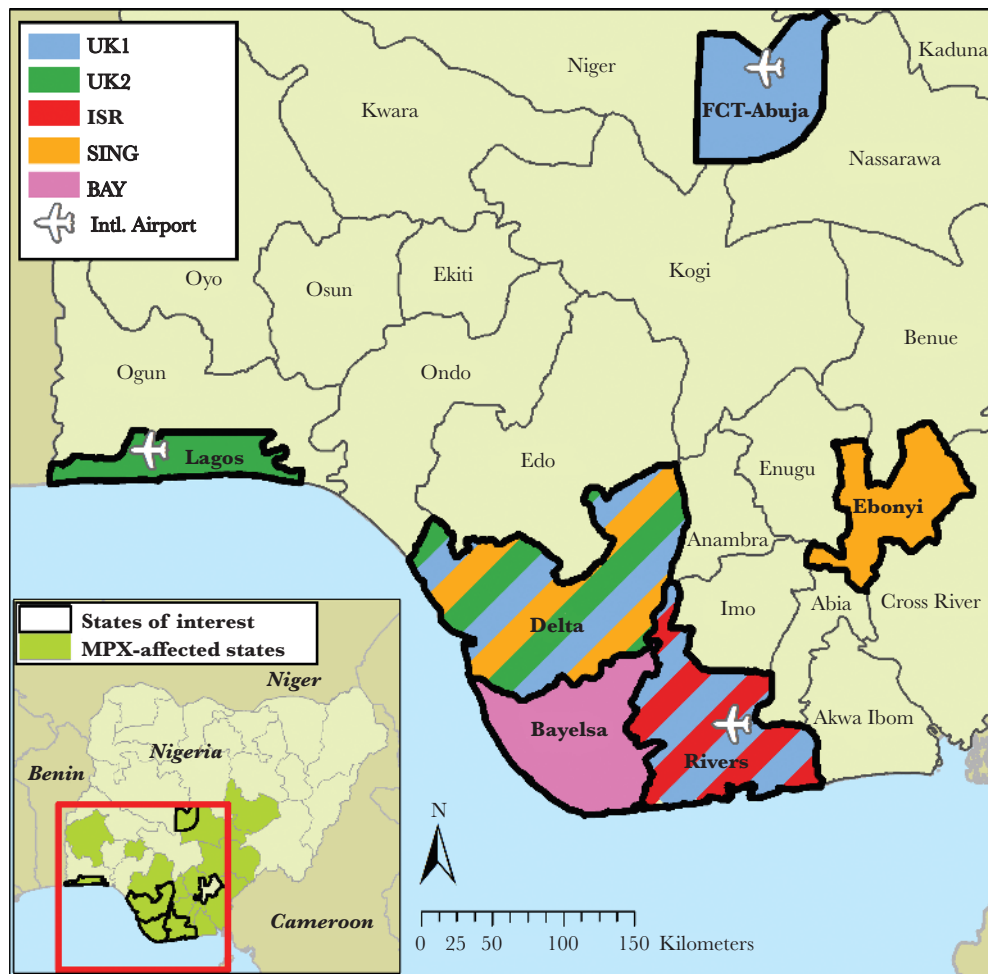 UK1
UK2
ISR
SING
BAY
Intl. Airport
Kaduna
Niger
Kwara
FCT-Abuja
Nassarawa
Oyo
Osun
Ekiti
Kogi
Benue
Ogun
Ondo
Lagos
Edo
Enugu
Ebonyi
Anambra
Imo
Abia
Cross River
Delta
Bayelsa
Rivers
Akwa Ibom
States of interest
MPX-affected states
Niger
Nigeria
Benin
Cameroon
N
0 25 50 100 150 Kilometers